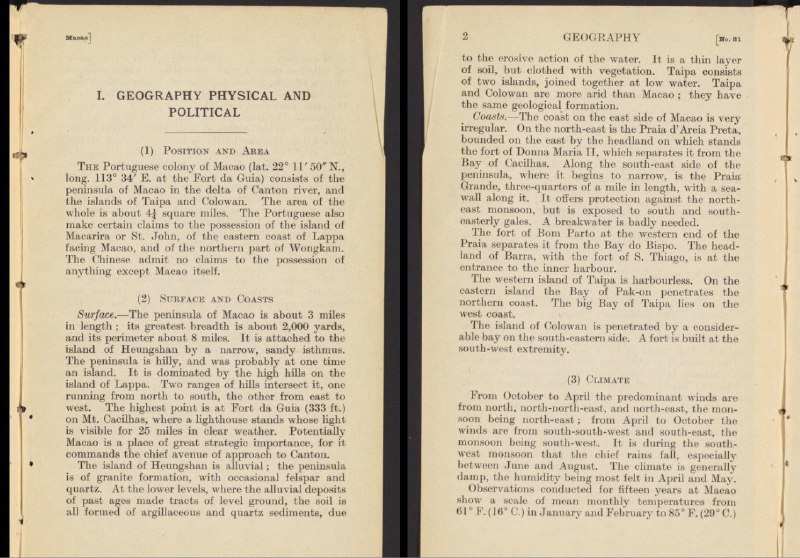 Macao]
I. GEOGRAPHY PHYSICAL AND
POLITICAL
(1) POSITION AND AREA
THE Portuguese colony of Macao (lat. 22° 11′ 50″ N.,
long. 113° 34′ E. at the Fort da Guia) consists of the
peninsula of Macao in the delta of Canton river, and
the islands of Taipa and Colowan. The area of the
whole is about 4¼ square miles. The Portuguese also
make certain claims to the possession of the island of
Macarira or St. John, of the eastern coast of Lappa
facing Macao, and of the northern part of Wongkam.
The Chinese admit no claims to the possession of
anything except Macao itself.
(2) SURFACE AND COASTS
Surface.—The peninsula of Macao is about 3 miles
in length; its greatest breadth is about 2,000 yards,
and its perimeter about 8 miles. It is attached to the
island of Heungshan by a narrow, sandy isthmus.
The peninsula is hilly, and was probably at one time
an island. It is dominated by the high hills on the
island of Lappa. Two ranges of hills intersect it, one
running from north to south, the other from east to
west. The highest point is at Fort da Guia (333 ft.)
on Mt. Cacilhas, where a lighthouse stands whose light
is visible for 25 miles in clear weather. Potentially
Macao is a place of great strategic importance, for it
commands the chief avenue of approach to Canton.
The island of Heungshan is alluvial; the peninsula
is of granite formation, with occasional felspar and
quartz. At the lower levels, where the alluvial deposits
of past ages made tracts of level ground, the soil is
all formed of argillaceous and quartz sediments, due
2 GEOGRAPHY [No. 81
to the erosive action of the water. It is a thin layer
of soil, but clothed with vegetation. Taipa consists
of two islands, joined together at low water. Taipa
and Colowan are more arid than Macao; they have
the same geological formation.
Coasts.—The coast on the east side of Macao is very
irregular. On the north-east is the Praia d'Areia Preta,
bounded on the east by the headland on which stands
the fort of Donna Maria II, which separates it from the
Bay of Cacilhas. Along the south-east side of the
peninsula, where it begins to narrow, is the Praia
Grande, three-quarters of a mile in length, with a sea-
wall along it. It offers protection against the north-
east monsoon, but is exposed to south and south-
easterly gales. A breakwater is badly needed.
The fort of Bom Parto at the western end of the
Praia separates it from the Bay do Bispo. The head-
land of Barra, with the fort of S. Thiago, is at the
entrance to the inner harbour.
The western island of Taipa is harbourless. On the
eastern island the Bay of Pak-on penetrates the
northern coast. The big Bay of Taipa lies on the
west coast.
The island of Colowan is penetrated by a consider-
able bay on the south-eastern side. A fort is built at the
south-west extremity.
(3) CLIMATE
From October to April the predominant winds are
from north, north-north-east, and north-east, the mon-
soon being north-east; from April to October the
winds are from south-south-west and south-east, the
monsoon being south-west. It is during the south-
west monsoon that the chief rains fall, especially
between June and August. The climate is generally
damp, the humidity being most felt in April and May.
Observations conducted for fifteen years at Macao
show a scale of mean monthly temperatures from
61° F. (16° C.) in January and February to 85° F. (29° C.)